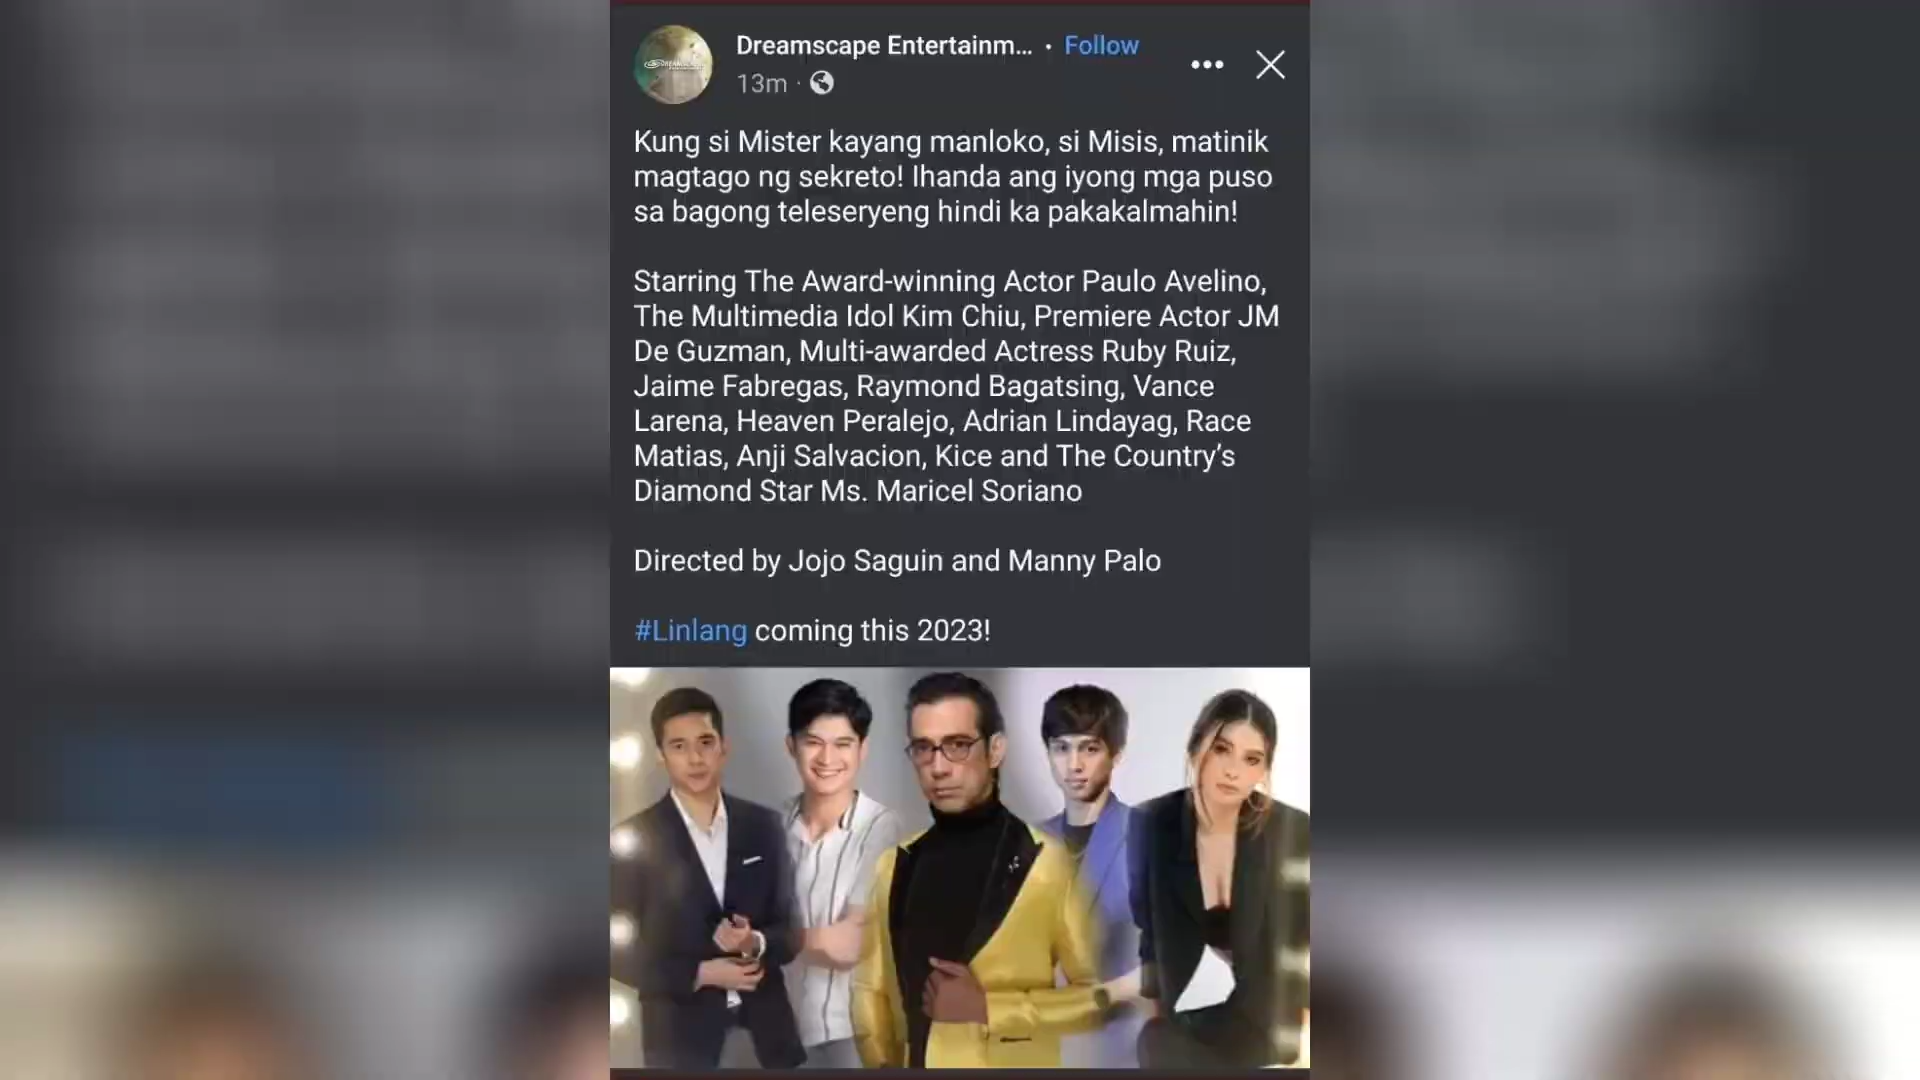 Dreamscape Entertainm... · Follow
13m ·
Kung si Mister kayang manloko, si Misis, matinik
magtago ng sekreto! Ihanda ang iyong mga puso
sa bagong teleseryeng hindi ka pakakalmahin!
Starring The Award-winning Actor Paulo Avelino,
The Multimedia Idol Kim Chiu, Premiere Actor JM
De Guzman, Multi-awarded Actress Ruby Ruiz,
Jaime Fabregas, Raymond Bagatsing, Vance
Larena, Heaven Peralejo, Adrian Lindayag, Race
Matias, Anji Salvacion, Kice and The Country’s
Diamond Star Ms. Maricel Soriano
Directed by Jojo Saguin and Manny Palo
#Linlang coming this 2023!